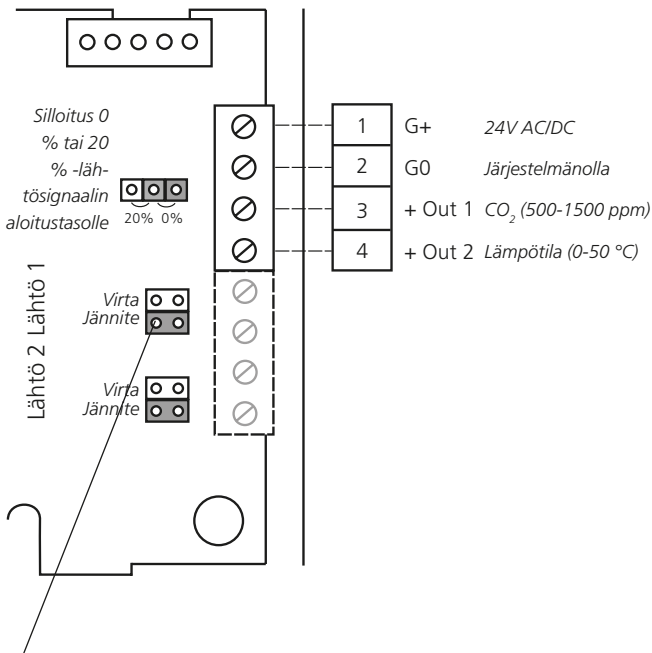 Silloitus 0
% tai 20
% -läh-
tösignaalin
aloitustasolle
20% 0%
Lähtö 2 Lähtö 1
Virta
Jännite
Virta
Jännite
1 G+ 24V AC/DC
2 G0 Järjestelmänolla
3 + Out 1 CO₂ (500-1500 ppm)
4 + Out 2 Lämpötila (0-50 °C)